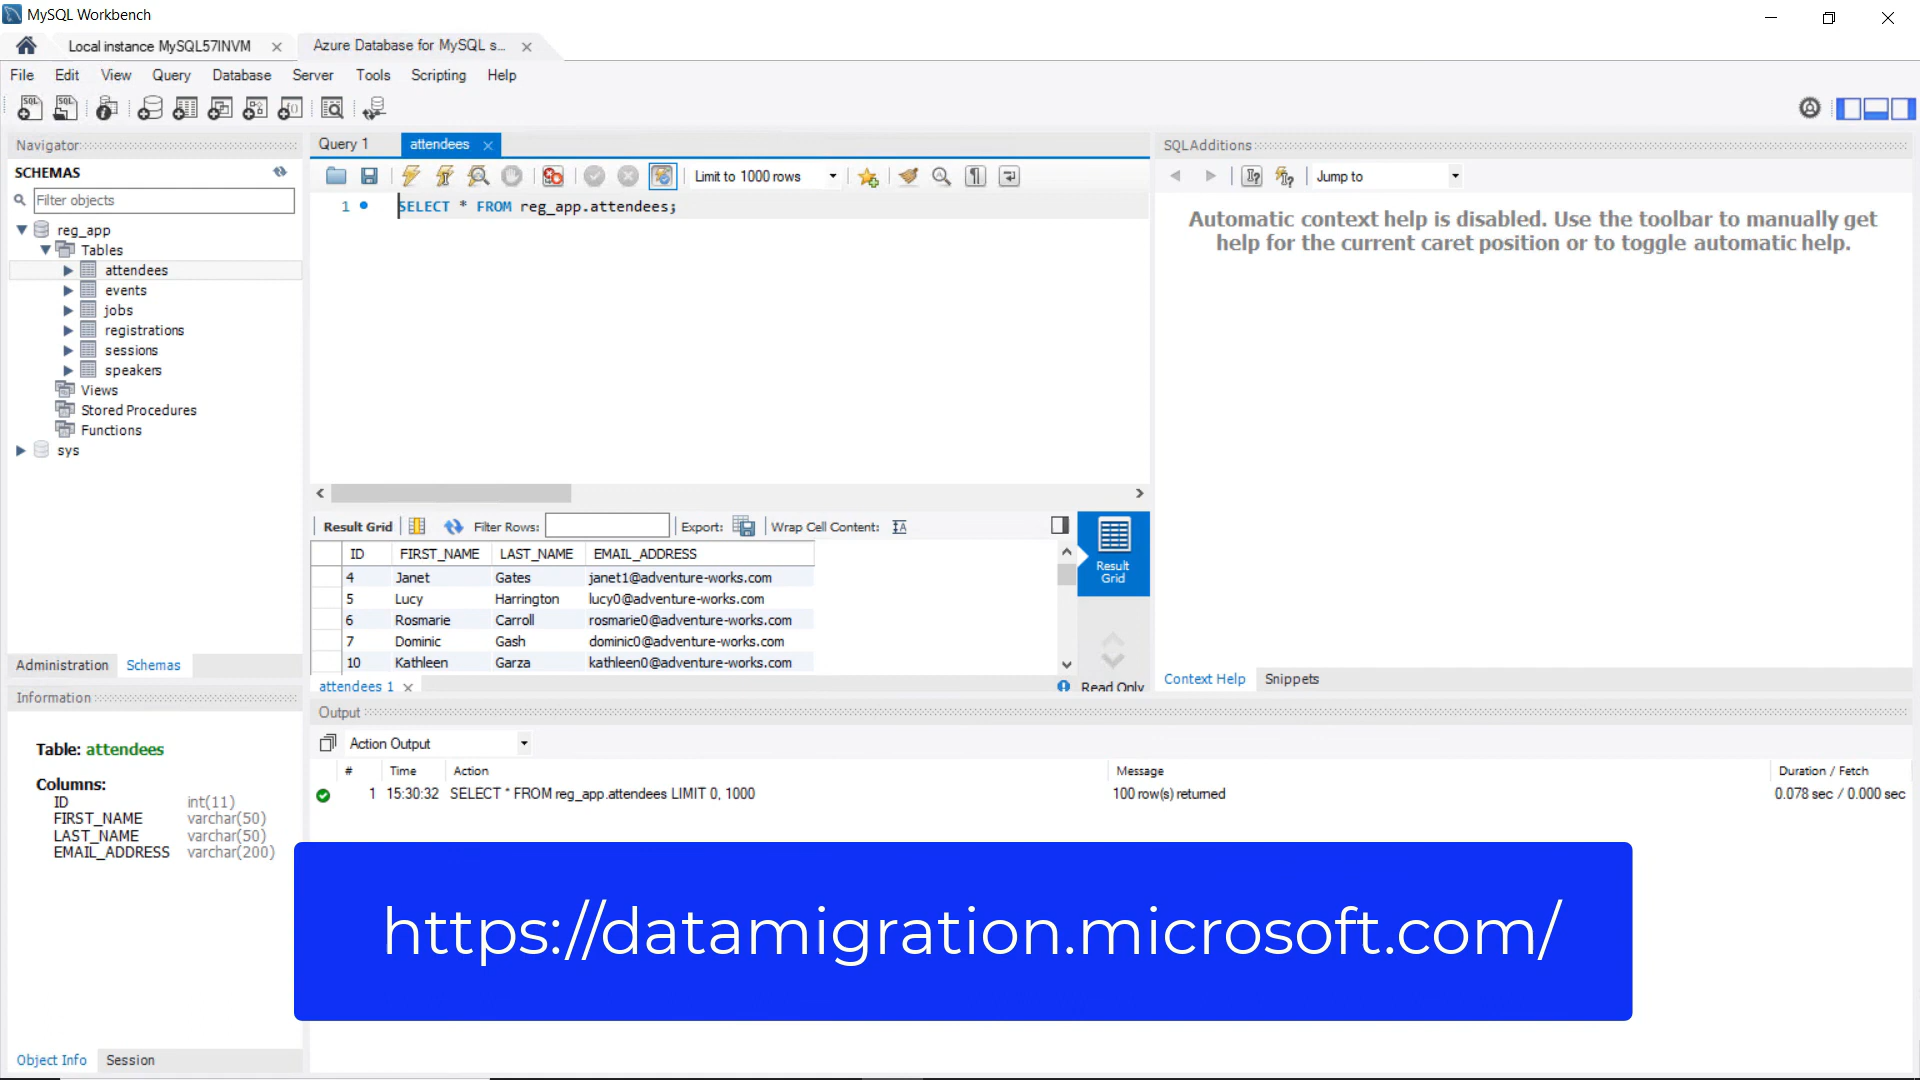 MySQL Workbench
Local instance MySQL57INVM
Azure Database for MySQL s...
File Edit View Query Database Server Tools Scripting Help
Navigator
SCHEMAS
Filter objects
reg_app
Tables
attendees
events
jobs
registrations
sessions
speakers
Views
Stored Procedures
Functions
sys
Administration Schemas
Information
Table: attendees
Columns:
ID int(11)
FIRST_NAME varchar(50)
LAST_NAME varchar(50)
EMAIL_ADDRESS varchar(200)
Object Info Session
Query 1 attendees
Limit to 1000 rows
1 SELECT * FROM reg_app.attendees;
Result Grid Filter Rows: Export: Wrap Cell Content:
ID FIRST_NAME LAST_NAME EMAIL_ADDRESS
4 Janet Gates janet1@adventure-works.com
5 Lucy Harrington lucy0@adventure-works.com
6 Rosmarie Carroll rosmarie0@adventure-works.com
7 Dominic Gash dominic0@adventure-works.com
10 Kathleen Garza kathleen0@adventure-works.com
Result
Grid
attendees 1
Read Only
SQLAdditions
Jump to
Automatic context help is disabled. Use the toolbar to manually get
help for the current caret position or to toggle automatic help.
Context Help Snippets
Output
Action Output
# Time Action Message Duration / Fetch
1 15:30:32 SELECT * FROM reg_app.attendees LIMIT 0, 1000 100 row(s) returned 0.078 sec / 0.000 sec
https://datamigration.microsoft.com/